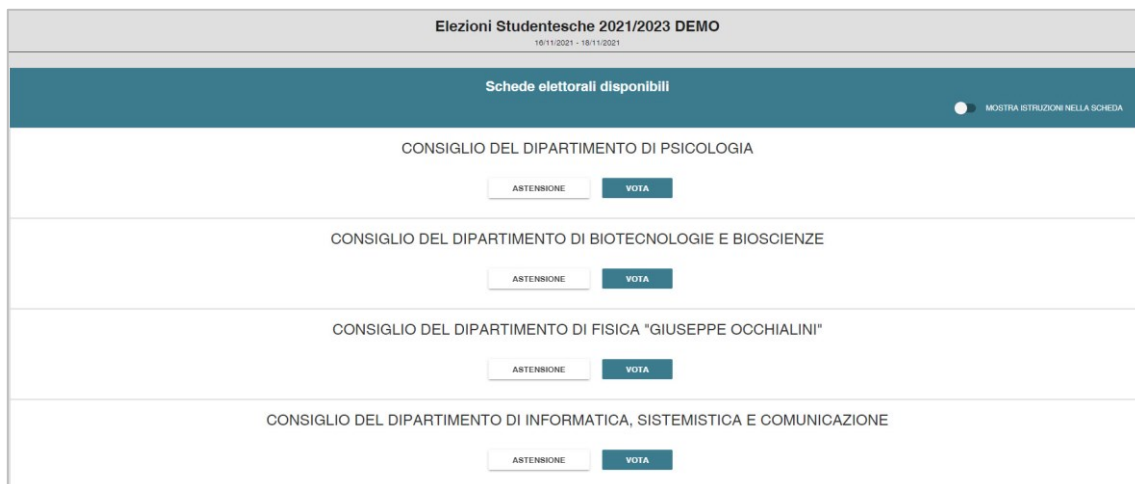 Elezioni Studentesche 2021/2023 DEMO
16/11/2021 - 18/11/2021
Schede elettorali disponibili
MOSTRA ISTRUZIONI NELLA SCHEDA
CONSIGLIO DEL DIPARTIMENTO DI PSICOLOGIA
ASTENSIONE VOTA
CONSIGLIO DEL DIPARTIMENTO DI BIOTECNOLOGIE E BIOSCIENZE
ASTENSIONE VOTA
CONSIGLIO DEL DIPARTIMENTO DI FISICA "GIUSEPPE OCCHIALINI"
ASTENSIONE VOTA
CONSIGLIO DEL DIPARTIMENTO DI INFORMATICA, SISTEMISTICA E COMUNICAZIONE
ASTENSIONE VOTA